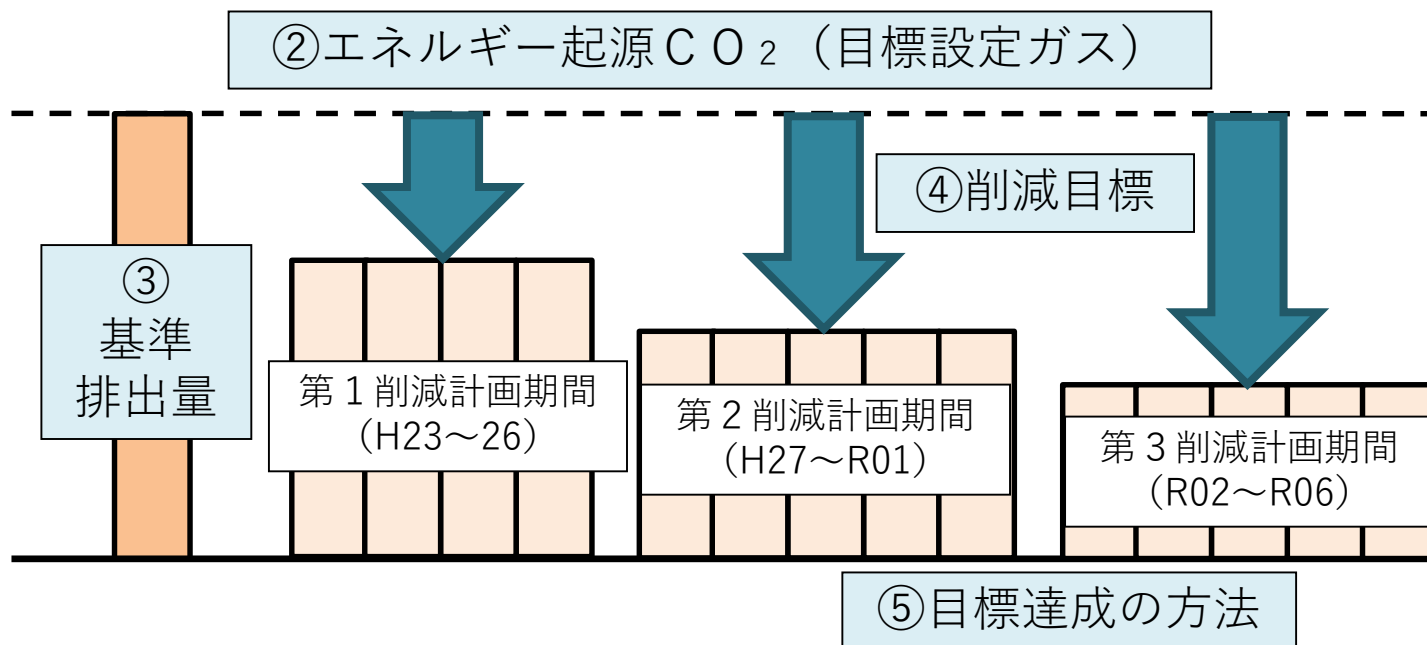 ②エネルギー起源ＣＯ₂（目標設定ガス）
④削減目標
③
基準
排出量
第１削減計画期間
（H23～26）
第２削減計画期間
（H27～R01）
第３削減計画期間
（R02～R06）
⑤目標達成の方法